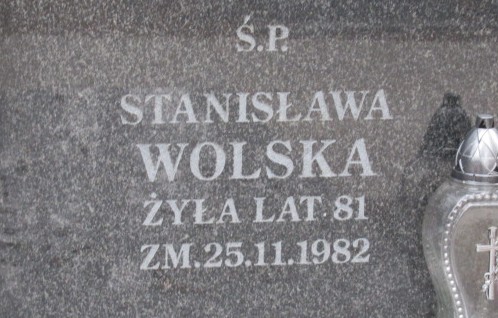 Ś.P.
STANISŁAWA
WOLSKA
ŻYŁA LAT 81
ZM.25.11.1982